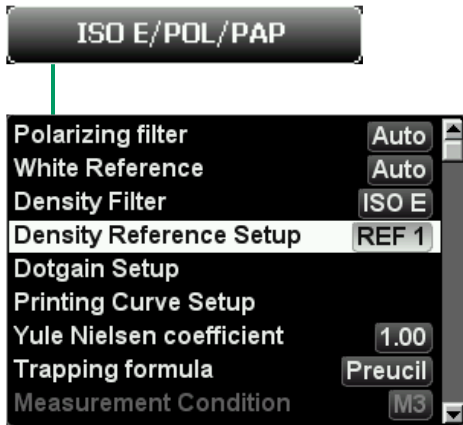 ISO E/POL/PAP
Polarizing filter Auto
White Reference Auto
Density Filter ISO E
Density Reference Setup REF 1
Dotgain Setup
Printing Curve Setup
Yule Nielsen coefficient 1.00
Trapping formula Preucil
Measurement Condition M3